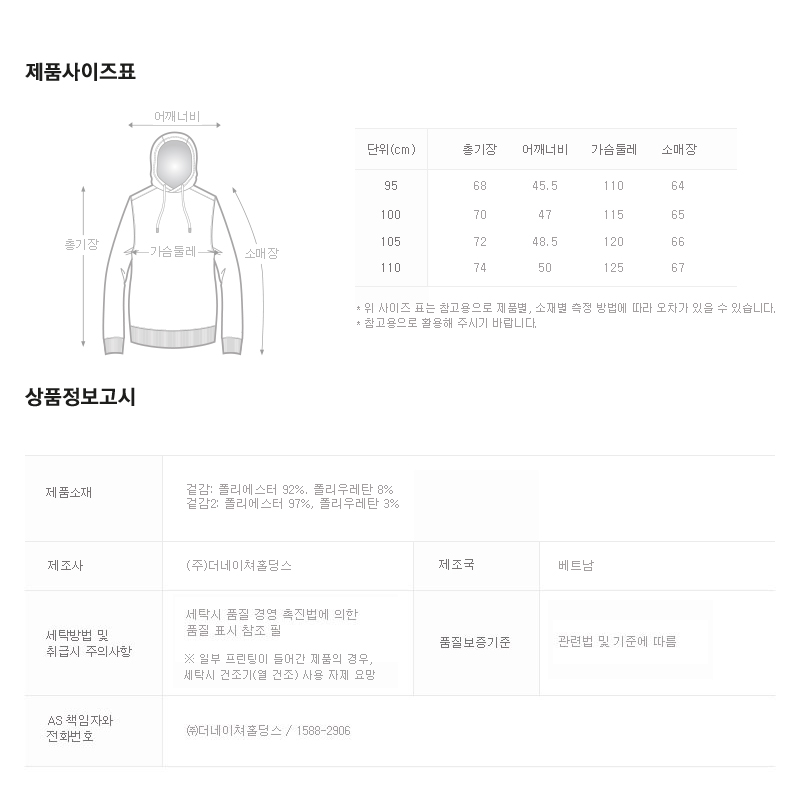 제품사이즈표
어깨너비
총기장
가슴둘레
소매장
단위(cm) 총기장 어깨너비 가슴둘레 소매장
95 68 45.5 110 64
100 70 47 115 65
105 72 48.5 120 66
110 74 50 125 67
* 위 사이즈 표는 참고용으로 제품별, 소재별 측정 방법에 따라 오차가 있을 수 있습니다.
* 참고용으로 활용해 주시기 바랍니다.
상품정보고시
제품소재
겉감: 폴리에스터 92%, 폴리우레탄 8%
겉감2: 폴리에스터 97%, 폴리우레탄 3%
제조사 (주)더네이쳐홀딩스 제조국 베트남
세탁방법 및
취급시 주의사항
세탁시 품질 경영 촉진법에 의한
품질 표시 참조 필
※ 일부 프린팅이 들어간 제품의 경우,
세탁시 건조기(열 건조) 사용 자제 요망
품질보증기준 관련법 및 기준에 따름
AS 책임자와
전화번호
㈜더네이쳐홀딩스 / 1588-2906